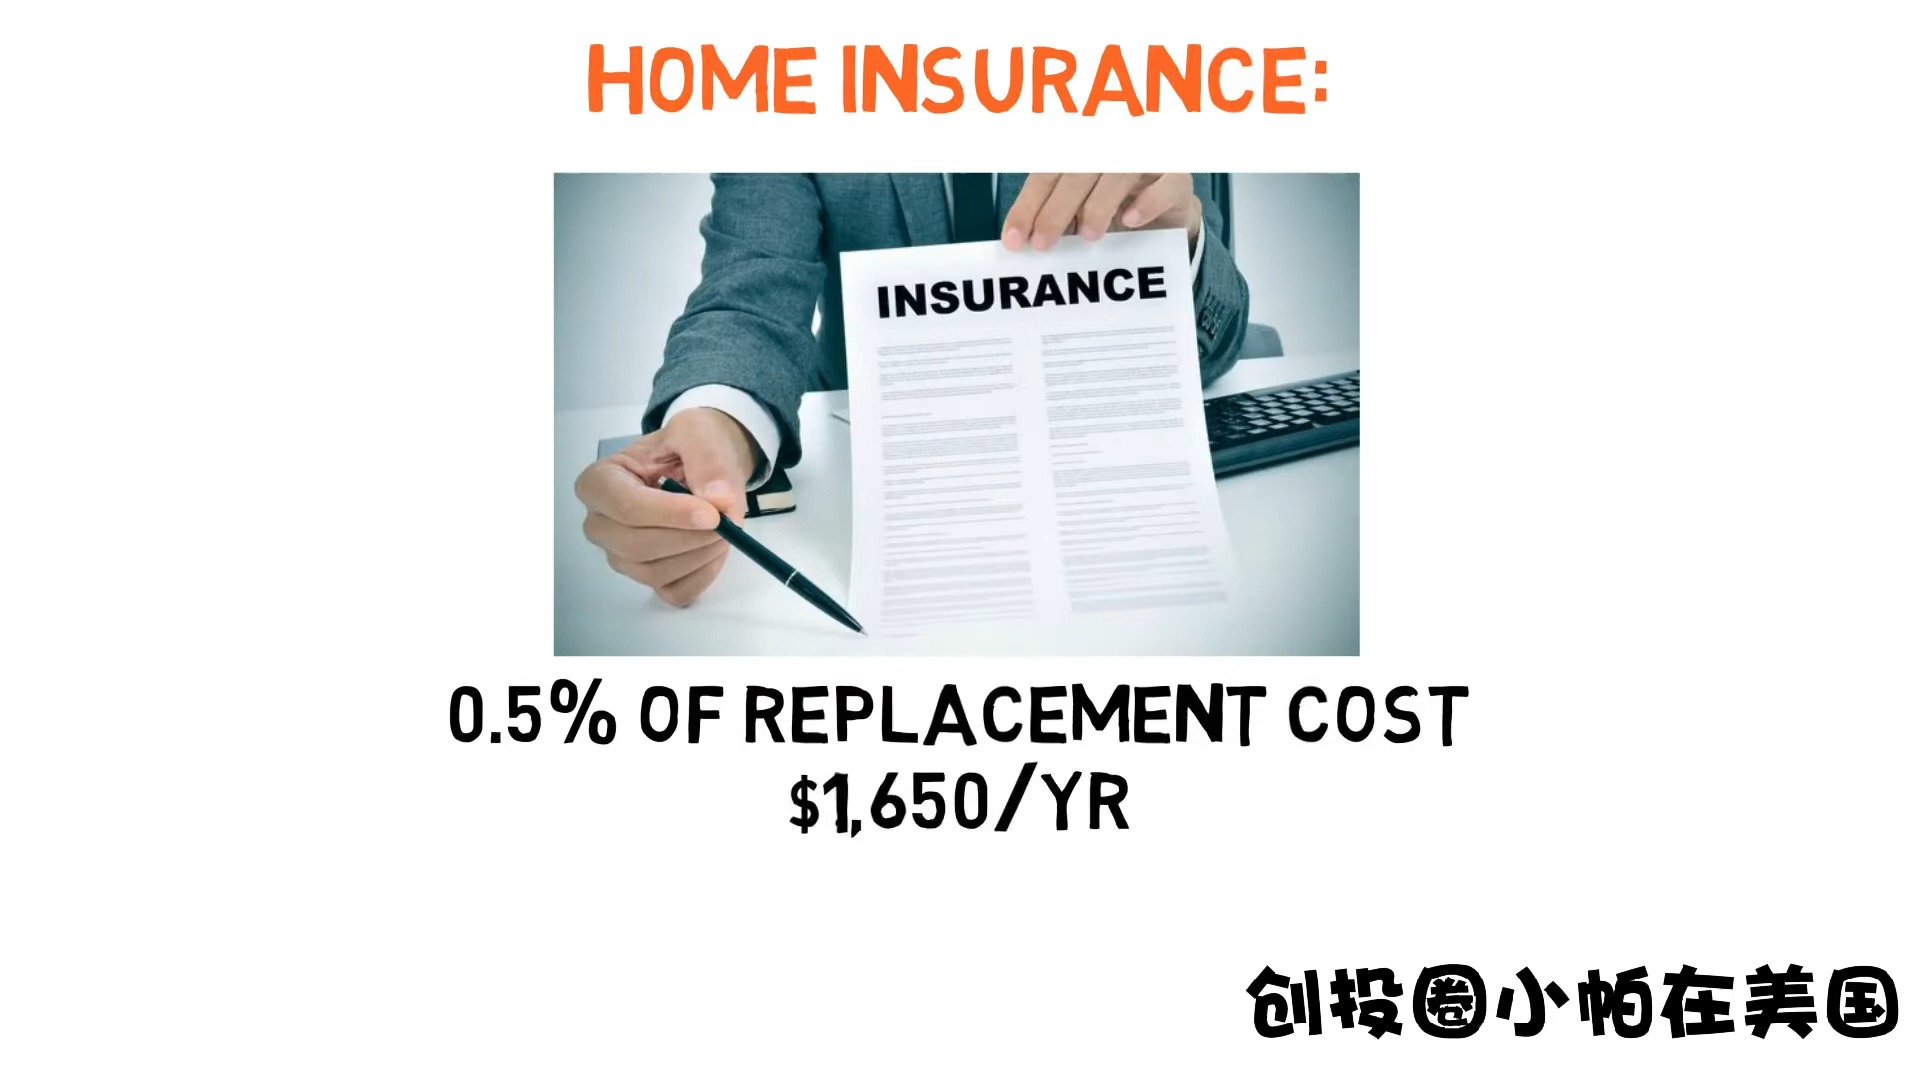 HOME INSURANCE:
INSURANCE
0.5% OF REPLACEMENT COST
$1,650/YR
创投圈小帕在美国